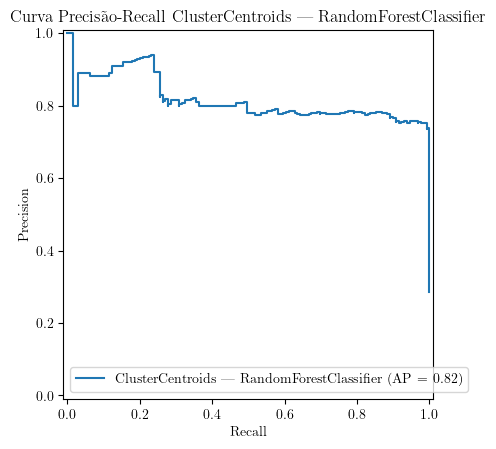 Curva Precisão-Recall ClusterCentroids — RandomForestClassifier
1.0
0.8
0.6
0.4
0.2
0.0
Precision
ClusterCentroids — RandomForestClassifier (AP = 0.82)
0.0 0.2 0.4 0.6 0.8 1.0
Recall